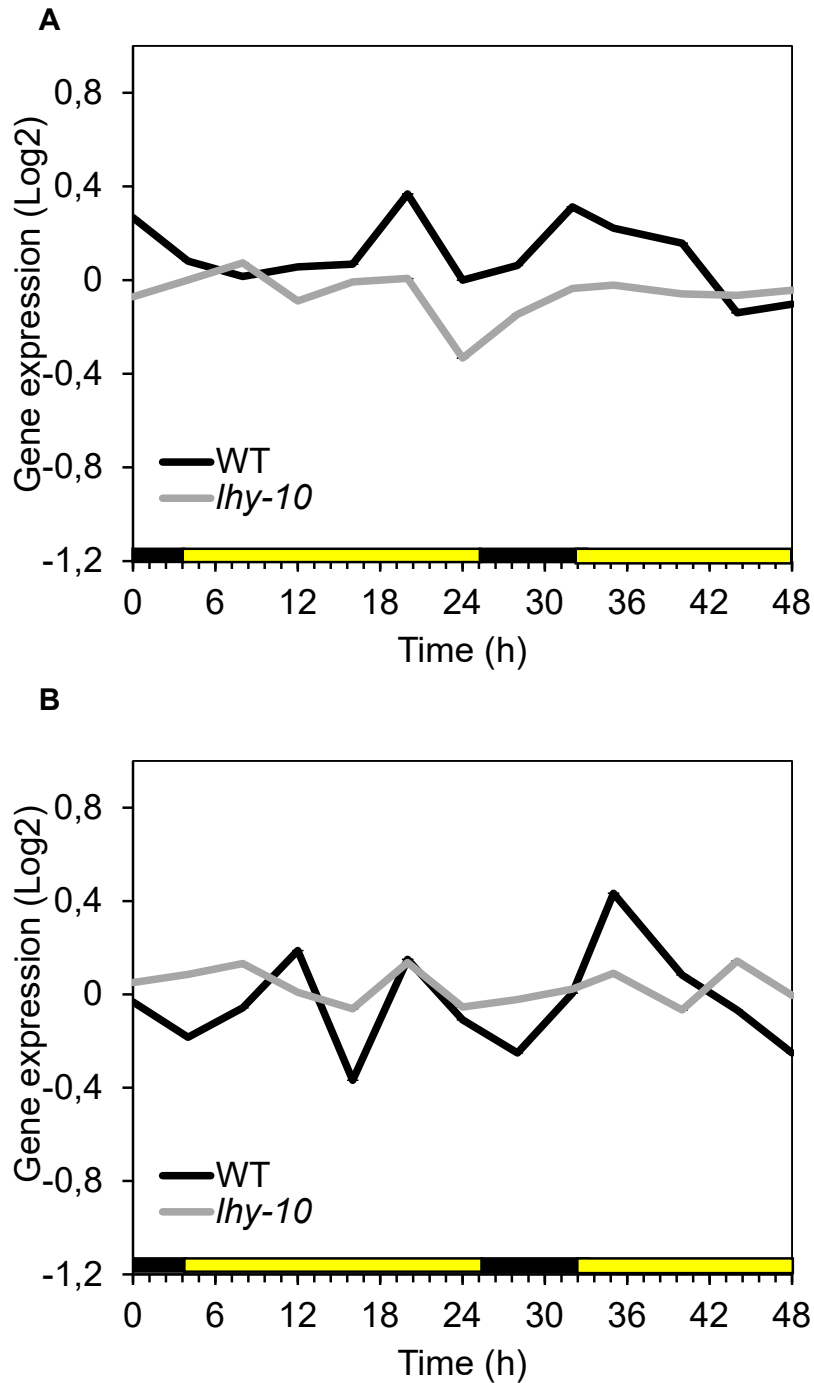 A
Gene expression (Log2)
0,8
0,4
0
-0,4
-0,8
-1,2
WT
lhy-10
0 6 12 18 24 30 36 42 48
Time (h)
B
Gene expression (Log2)
0,8
0,4
0
-0,4
-0,8
-1,2
WT
lhy-10
0 6 12 18 24 30 36 42 48
Time (h)